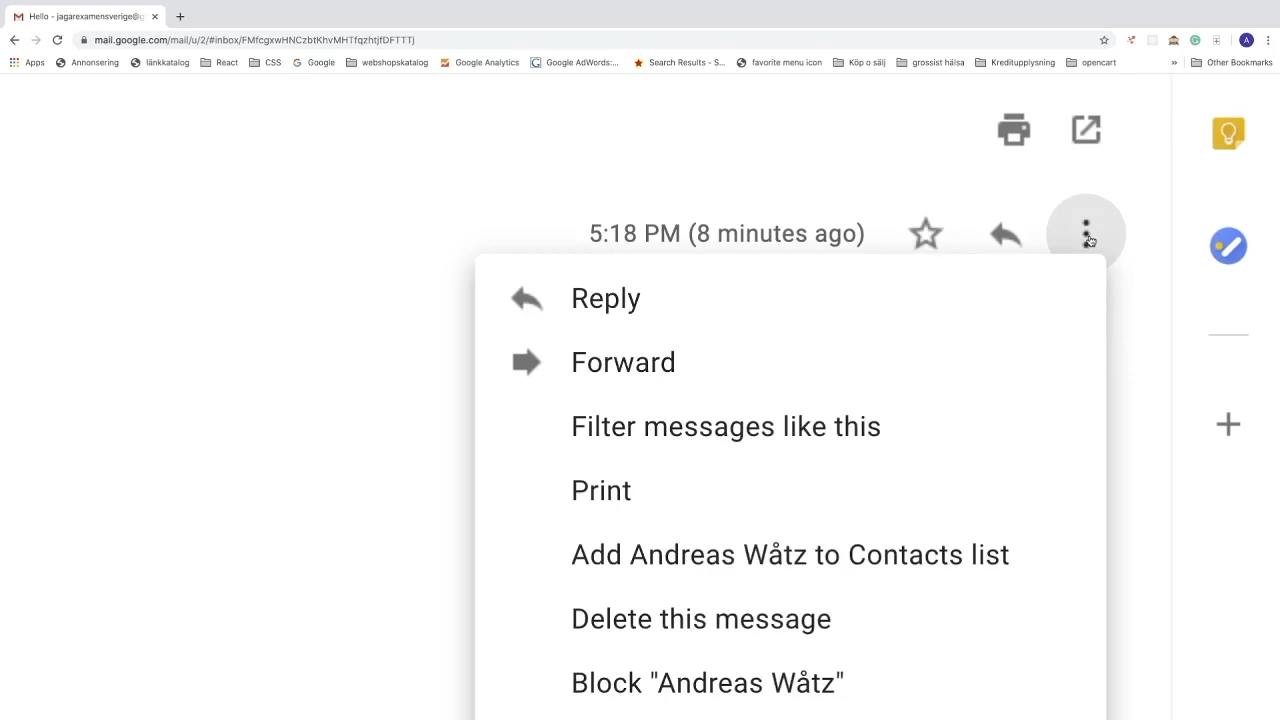 Hello - jagarexamensverige@g
mail.google.com/mail/u/2/#inbox/FMfcgxwHNCzbtKhvMHTfqzhtjfDFTTTj
Apps Annonsering länkkatalog React CSS Google webshopskatalog Google Analytics Google AdWords:... Search Results - S... favorite menu icon Köp o sälj grossist hälsa Kreditupplysning opencart » Other Bookmarks
5:18 PM (8 minutes ago)
Reply
Forward
Filter messages like this
Print
Add Andreas Wåtz to Contacts list
Delete this message
Block "Andreas Wåtz"